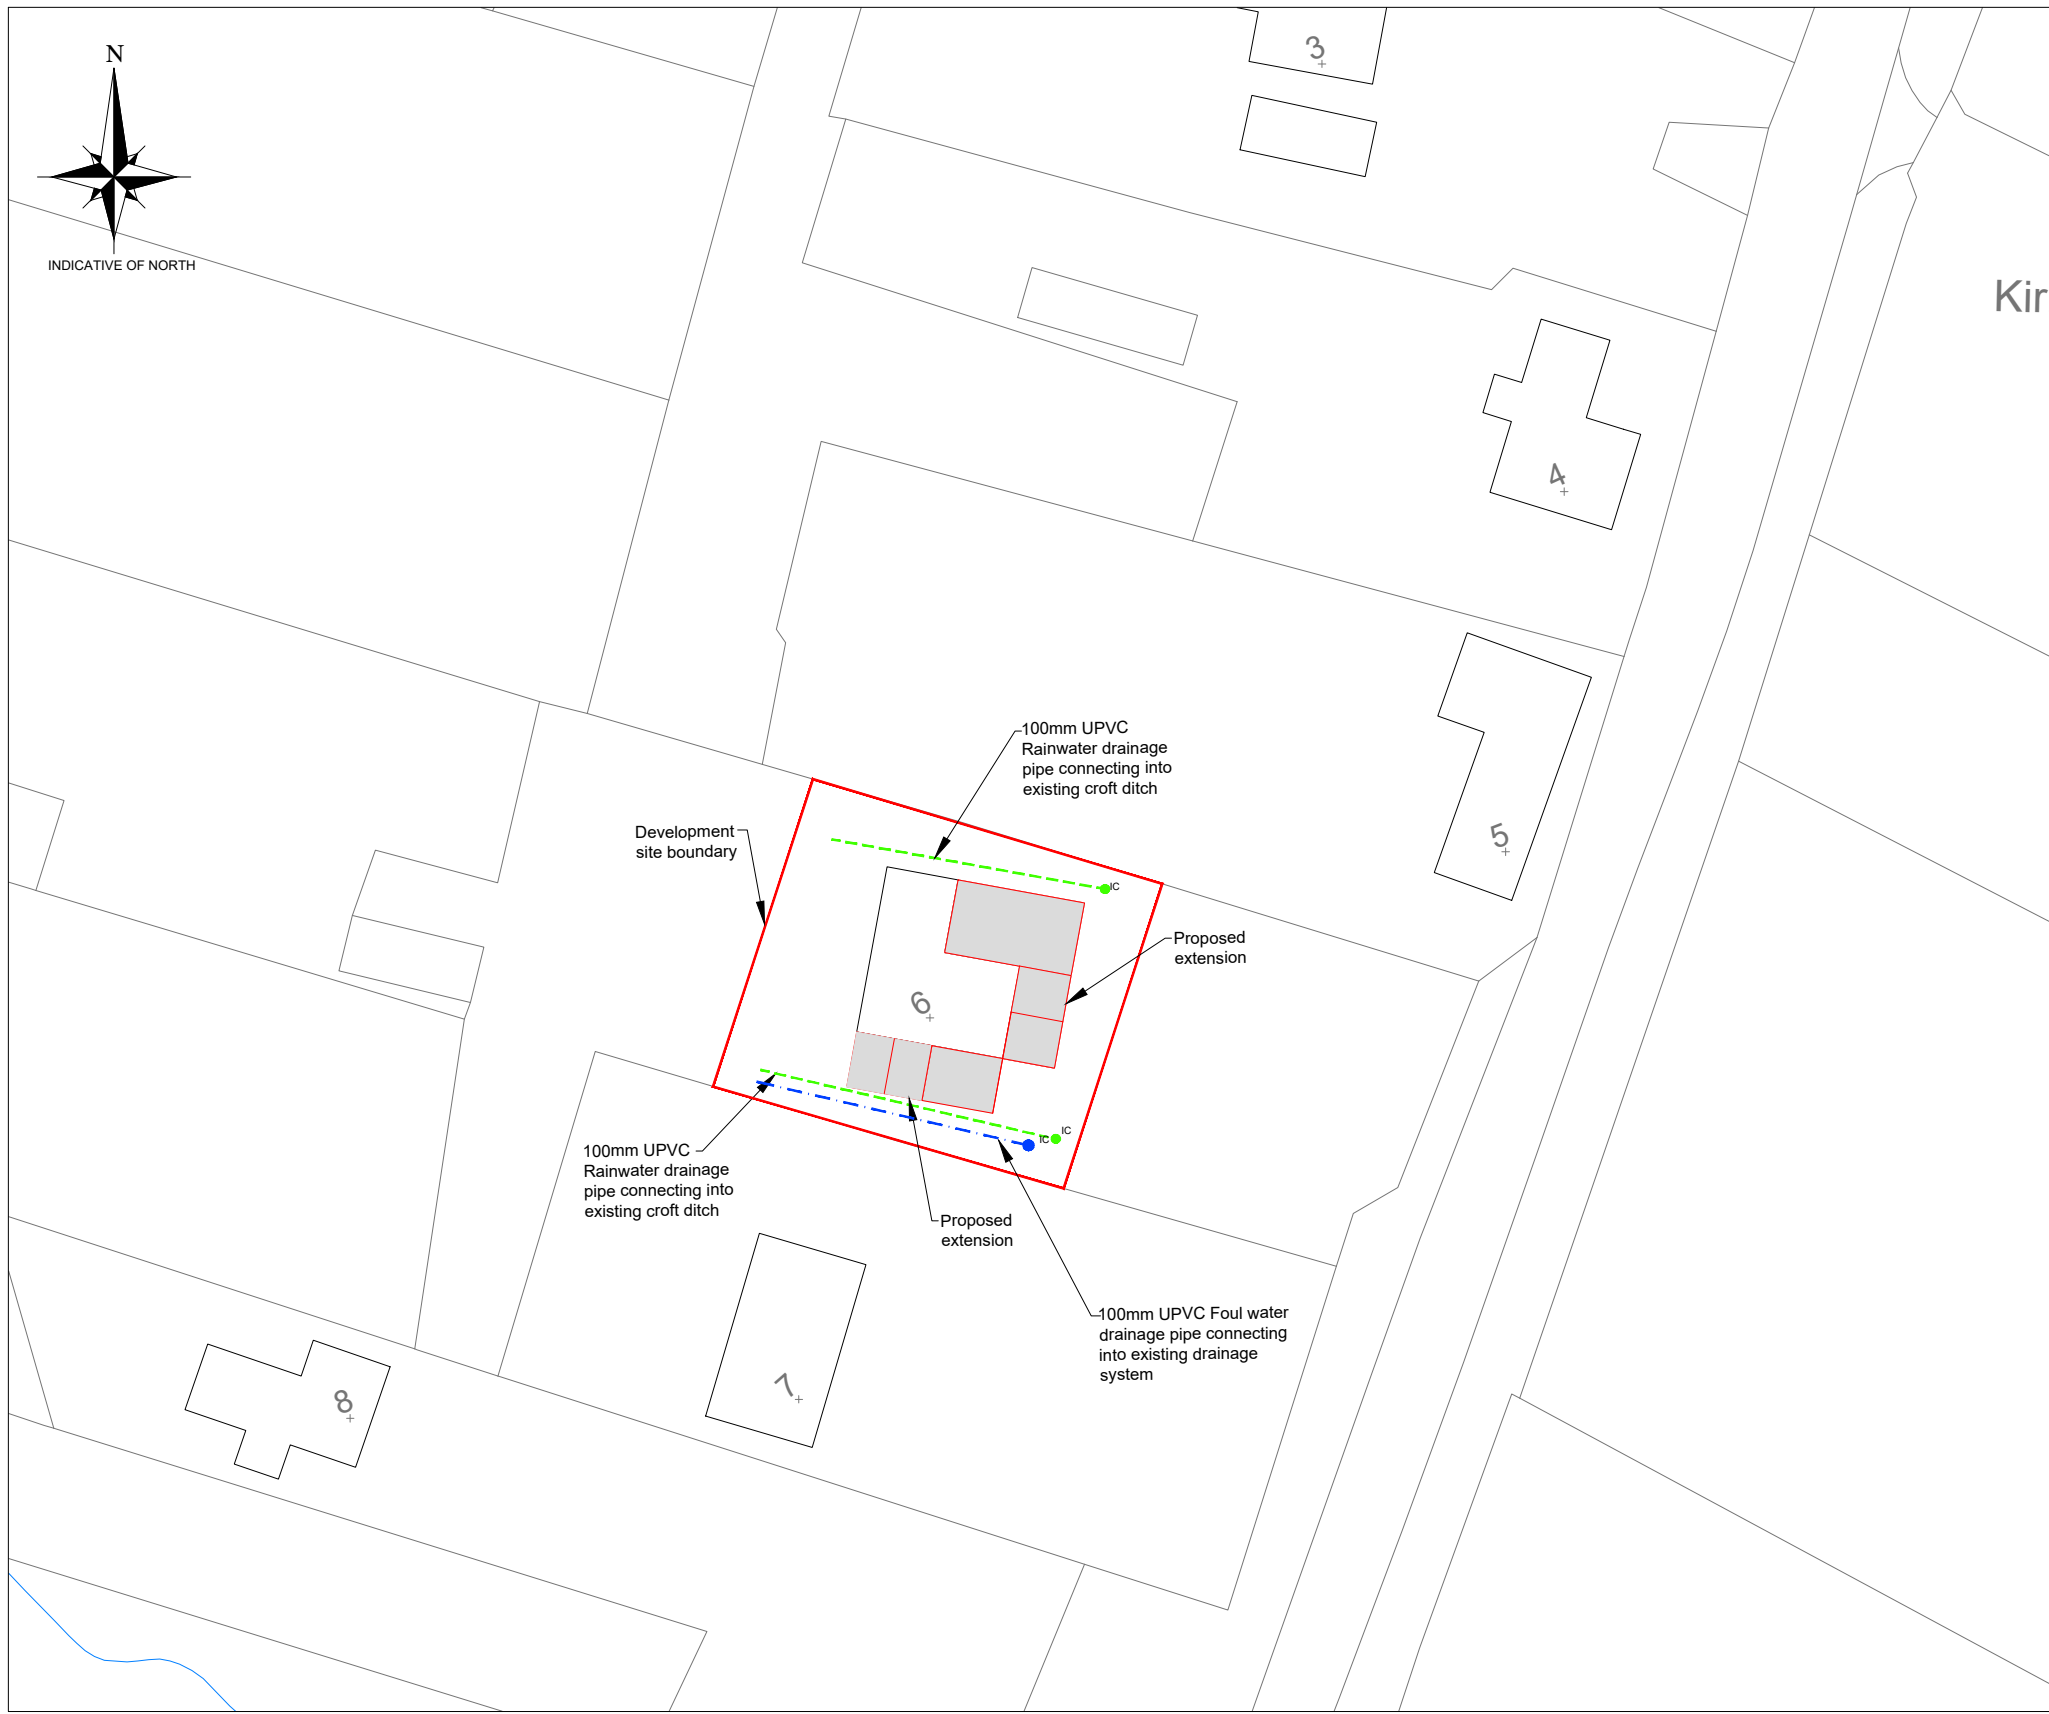 3
N
INDICATIVE OF NORTH
Kir
4
100mm UPVC
Rainwater drainage
pipe connecting into
existing croft ditch
Development
site boundary
5
IC
Proposed
extension
6
IC
IC
100mm UPVC
Rainwater drainage
pipe connecting into
existing croft ditch
Proposed
extension
100mm UPVC Foul water
drainage pipe connecting
into existing drainage
system
7
8